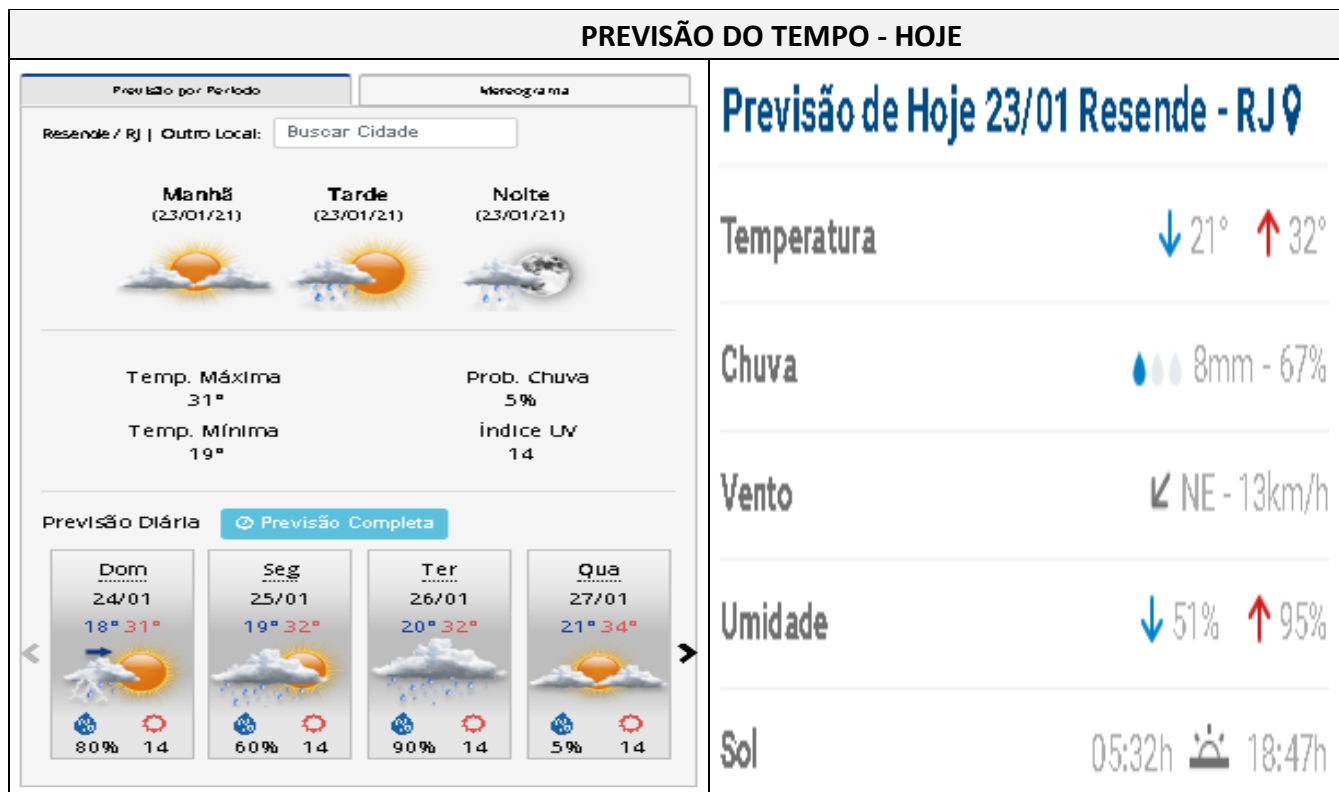 PREVISÃO DO TEMPO - HOJE
Previsão por Período
Meteograma
Resende / RJ | Outro Local: Buscar Cidade
Manhã Tarde Noite
(23/01/21) (23/01/21) (23/01/21)
Temp. Máxima Prob. Chuva
31° 5%
Temp. Mínima Índice UV
19° 14
Previsão Diária Previsão Completa
Dom Seg Ter Qua
24/01 25/01 26/01 27/01
18° 31° 19° 32° 20° 32° 21° 34°
80% 14 60% 14 90% 14 5% 14
Previsão de Hoje 23/01 Resende - RJ
Temperatura 21° 32°
Chuva 8mm - 67%
Vento NE - 13km/h
Umidade 51% 95%
Sol 05:32h 18:47h